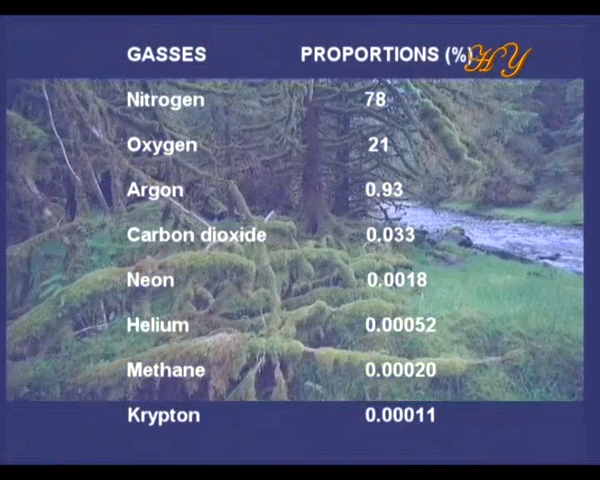 GASSES PROPORTIONS (%) HY
Nitrogen 78
Oxygen 21
Argon 0.93
Carbon dioxide 0.033
Neon 0.0018
Helium 0.00052
Methane 0.00020
Krypton 0.00011